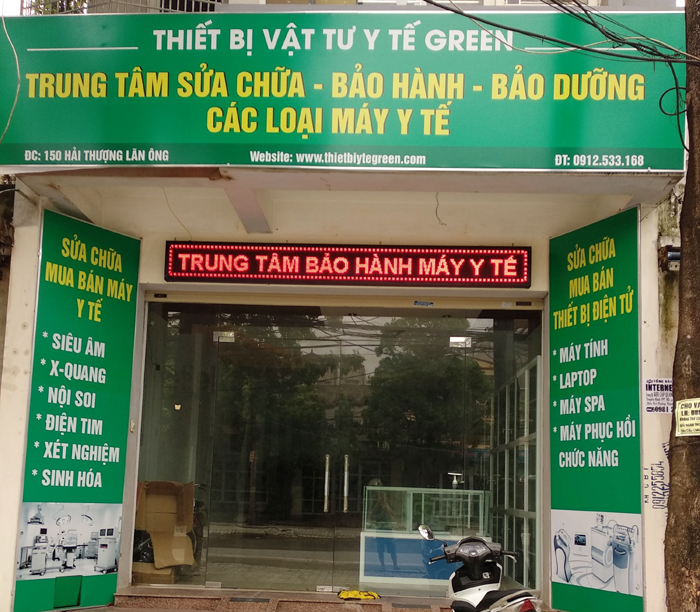 THIẾT BỊ VẬT TƯ Y TẾ GREEN
TRUNG TÂM SỬA CHỮA - BẢO HÀNH - BẢO DƯỠNG
CÁC LOẠI MÁY Y TẾ
ĐC: 150 HẢI THƯỢNG LÃN ÔNG
Website: www.thietbiytegreen.com
ĐT: 0912.533.168
TRUNG TÂM BẢO HÀNH MÁY Y TẾ
SỬA CHỮA
MUA BÁN MÁY
Y TẾ
* SIÊU ÂM
* X-QUANG
* NỘI SOI
* ĐIỆN TIM
* XÉT NGHIỆM
* SINH HÓA
SỬA CHỮA
MUA BÁN
THIẾT BỊ ĐIỆN TỬ
* MÁY TÍNH
* LAPTOP
* MÁY SPA
* MÁY PHỤC HỒI
CHỨC NĂNG
INTERNET
CHO